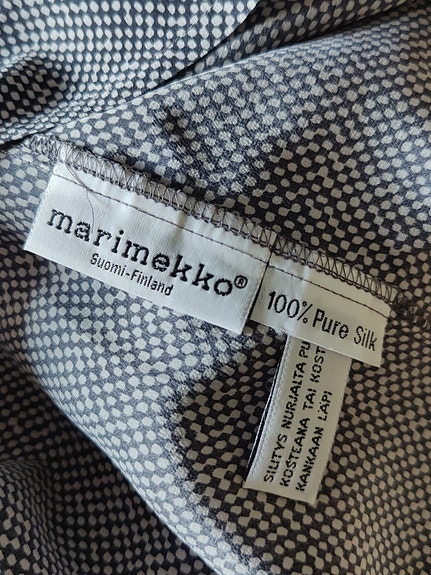 marimekko®
Suomi-Finland
100% Pure Silk
SILITYS NURJALTA
KOSTEANA TAI
KANKAAN LÄPI